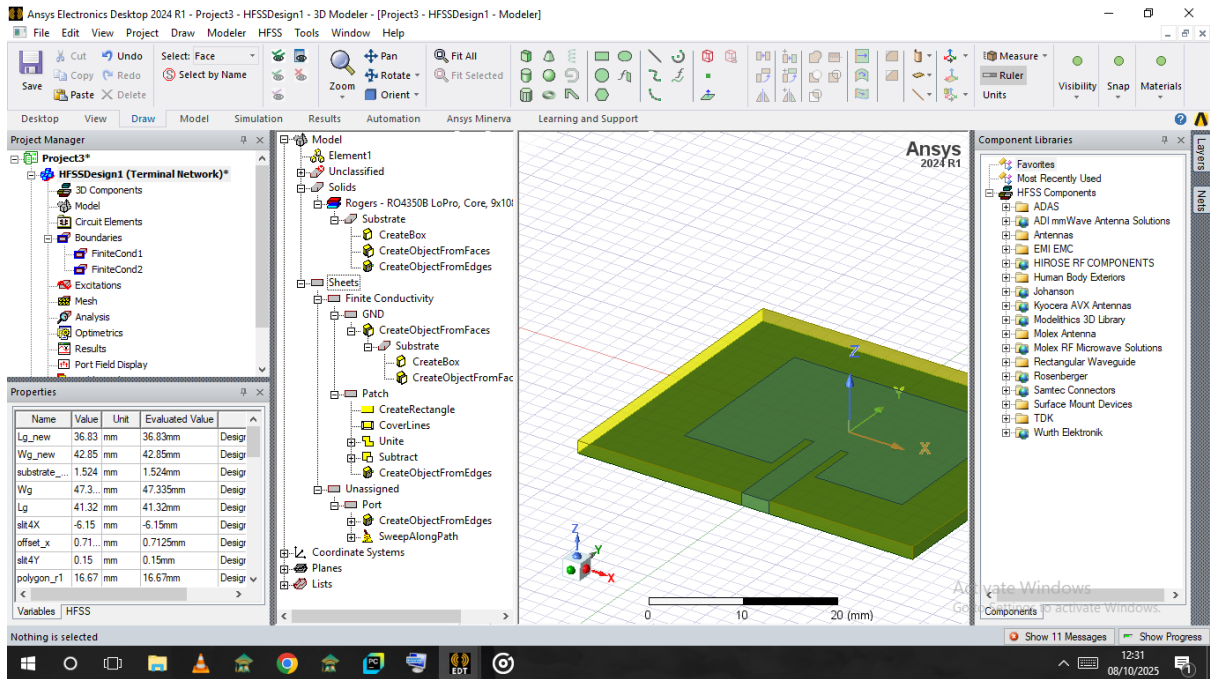 Ansys Electronics Desktop 2024 R1 - Project3 - HFSSDesign1 - 3D Modeler - [Project3 - HFSSDesign1 - Modeler]
File Edit View Project Draw Modeler HFSS Tools Window Help
Save
Cut Undo Select: Face
Copy Redo Select by Name
Paste Delete
Zoom
Pan
Rotate
Orient
Fit All
Fit Selected
Measure
Ruler
Units
Visibility Snap Materials
Desktop View Draw Model Simulation Results Automation Ansys Minerva Learning and Support
Project Manager
Project3*
HFSSDesign1 (Terminal Network)*
3D Components
Model
Circuit Elements
Boundaries
FiniteCond1
FiniteCond2
Excitations
Mesh
Analysis
Optimetrics
Results
Port Field Display
Properties
Name Value Unit Evaluated Value
Lg_new 36.83 mm 36.83mm Desigr
Wg_new 42.85 mm 42.85mm Desigr
substrate_... 1.524 mm 1.524mm Desigr
Wg 47.3... mm 47.335mm Desigr
Lg 41.32 mm 41.32mm Desigr
slit4X -6.15 mm -6.15mm Desigr
offset_x 0.71... mm 0.7125mm Desigr
slit4Y 0.15 mm 0.15mm Desigr
polygon_r1 16.67 mm 16.67mm Desigr
Variables HFSS
Model
Element1
Unclassified
Solids
Rogers - RO4350B LoPro, Core, 9x10
Substrate
CreateBox
CreateObjectFromFaces
CreateObjectFromEdges
Sheets
Finite Conductivity
GND
CreateObjectFromFaces
Substrate
CreateBox
CreateObjectFromFac
Patch
CreateRectangle
CoverLines
Unite
Subtract
CreateObjectFromEdges
Unassigned
Port
CreateObjectFromEdges
SweepAlongPath
Coordinate Systems
Planes
Lists
Ansys
2024 R1
Z
Y
X
Z
Y
X
0 10 20 (mm)
Component Libraries
Favorites
Most Recently Used
HFSS Components
ADAS
ADI mmWave Antenna Solutions
Antennas
EMI EMC
HIROSE RF COMPONENTS
Human Body Exteriors
Johanson
Kyocera AVX Antennas
Modelithics 3D Library
Molex Antenna
Molex RF Microwave Solutions
Rectangular Waveguide
Rosenberger
Samtec Connectors
Surface Mount Devices
TDK
Wurth Elektronik
Layers
Nets
Activate Windows
Go to Settings to activate Windows.
Components
Nothing is selected
Show 11 Messages Show Progress
PC
EDT
12:31
08/10/2025
1